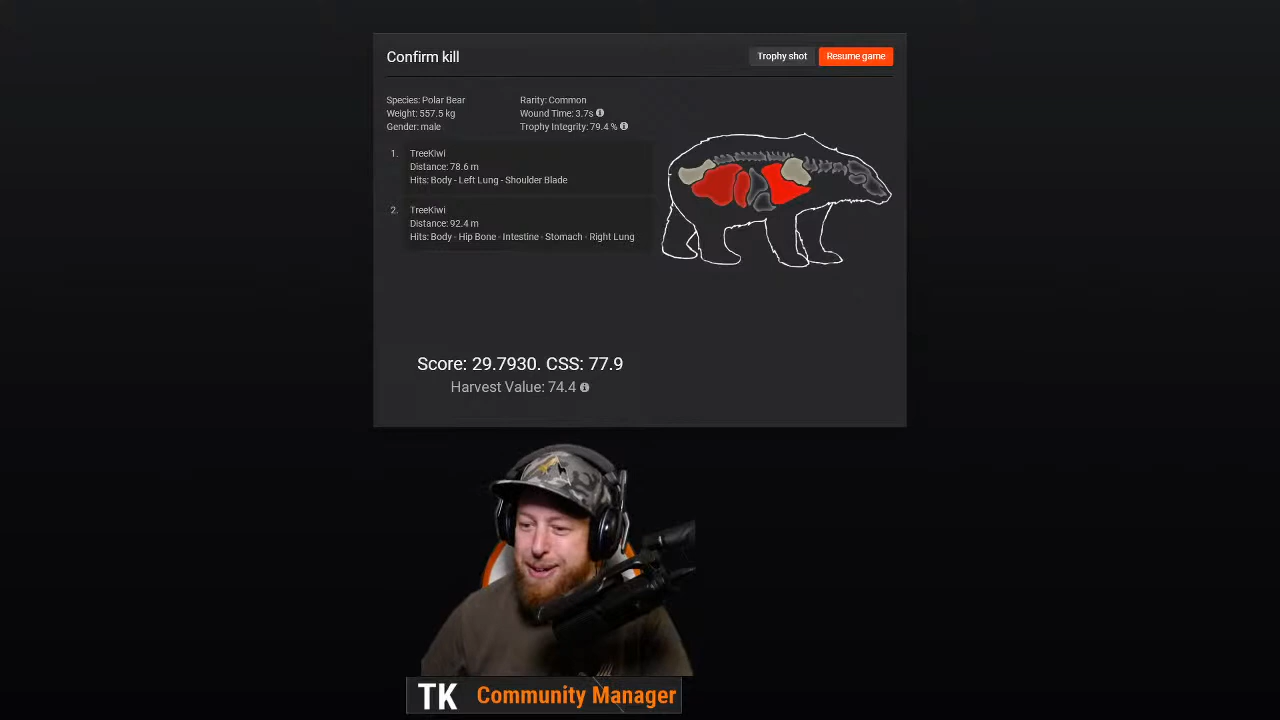 Confirm kill
Trophy shot
Resume game
Species: Polar Bear
Rarity: Common
Weight: 557.5 kg
Wound Time: 3.7s
Gender: male
Trophy Integrity: 79.4 %
1. TreeKiwi
Distance: 78.6 m
Hits: Body - Left Lung - Shoulder Blade
2. TreeKiwi
Distance: 92.4 m
Hits: Body - Hip Bone - Intestine - Stomach - Right Lung
Score: 29.7930. CSS: 77.9
Harvest Value: 74.4
TK Community Manager